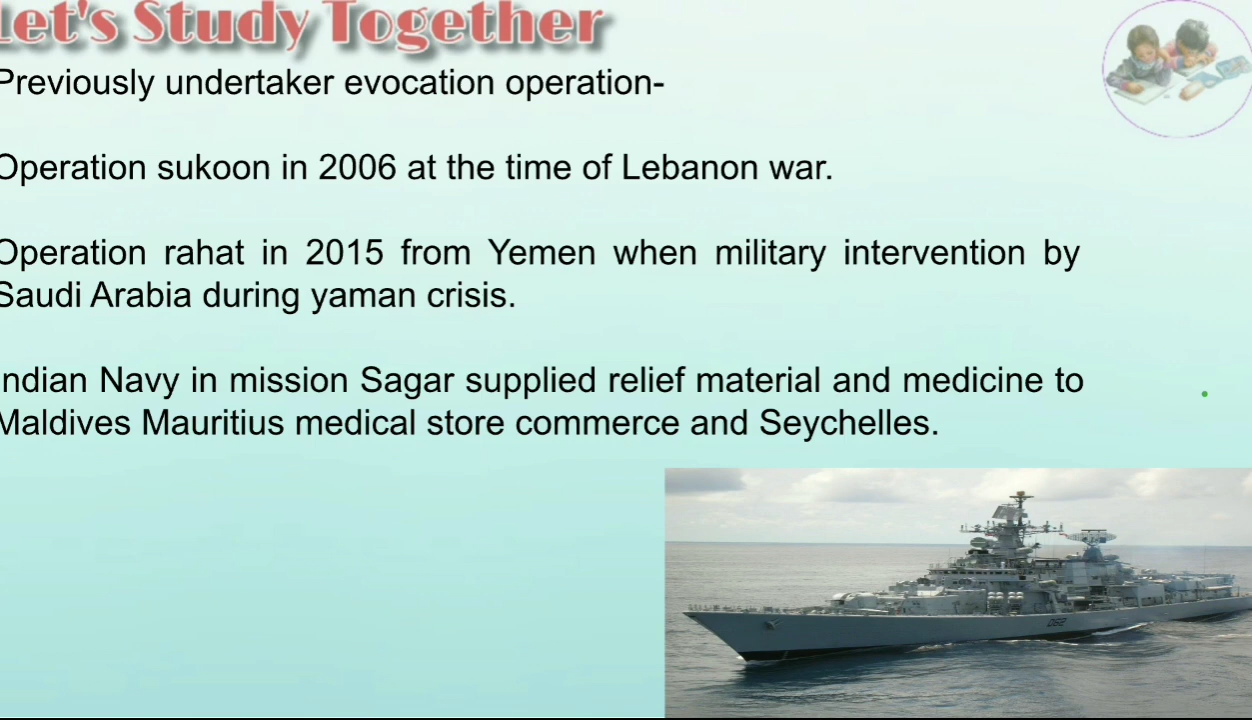 Let's Study Together
Previously undertaker evocation operation-
Operation sukoon in 2006 at the time of Lebanon war.
Operation rahat in 2015 from Yemen when military intervention by
Saudi Arabia during yaman crisis.
Indian Navy in mission Sagar supplied relief material and medicine to
Maldives Mauritius medical store commerce and Seychelles.
D62